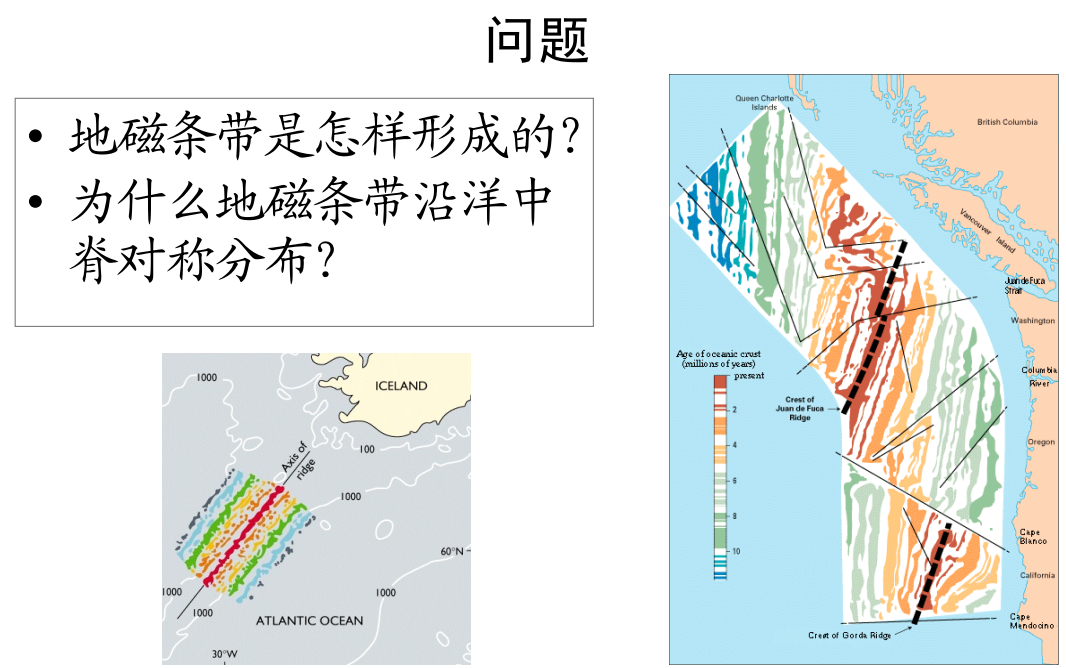 问题
• 地磁条带是怎样形成的？
• 为什么地磁条带沿洋中
脊对称分布？
1000
ICELAND
100
Axis of
ridge
1000
60°N
1000
1000
1000
ATLANTIC OCEAN
30°W
Queen Charlotte
Islands
British Columbia
Vancouver Island
Juan de Fuca
Strait
Washington
Columbia
River
Oregon
Cape
Blanco
California
Cape
Mendocino
Age of oceanic crust
(millions of years)
present
2
4
6
8
10
Crest of
Juan de Fuca
Ridge
Crest of Gorda Ridge